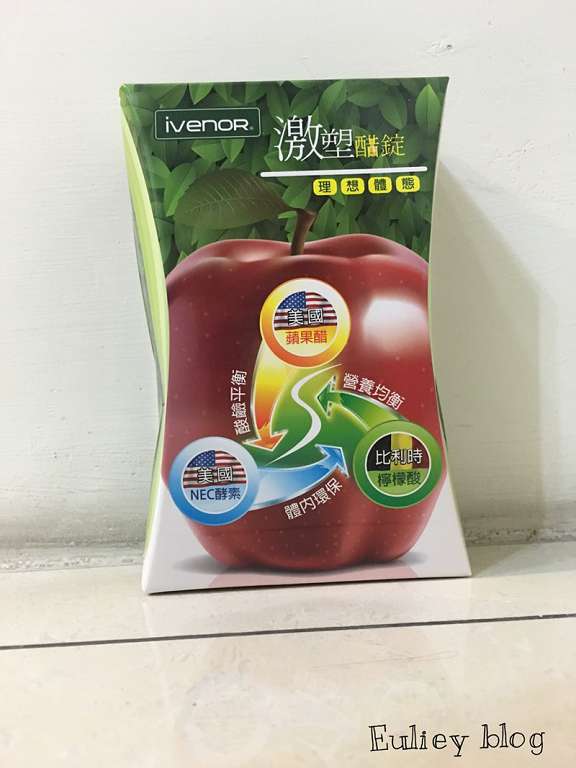 ivenor®
激塑醋錠
理想體態
美國
蘋果醋
酸鹼平衡
營養均衡
美國
NEC酵素
比利時
檸檬酸
體內環保
Euliey blog